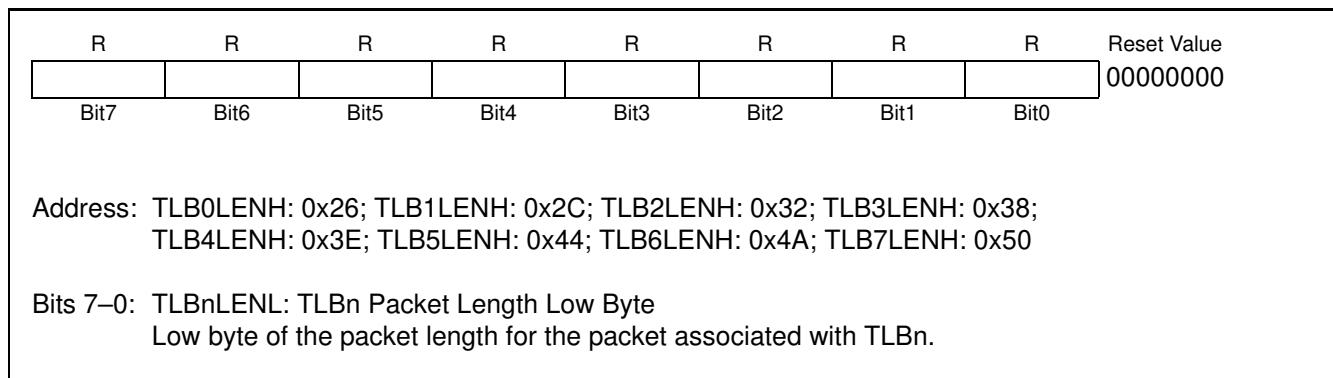 R R R R R R R R Reset Value
00000000
Bit7 Bit6 Bit5 Bit4 Bit3 Bit2 Bit1 Bit0
Address: TLB0LENH: 0x26; TLB1LENH: 0x2C; TLB2LENH: 0x32; TLB3LENH: 0x38;
TLB4LENH: 0x3E; TLB5LENH: 0x44; TLB6LENH: 0x4A; TLB7LENH: 0x50
Bits 7–0: TLBnLENL: TLBn Packet Length Low Byte
Low byte of the packet length for the packet associated with TLBn.